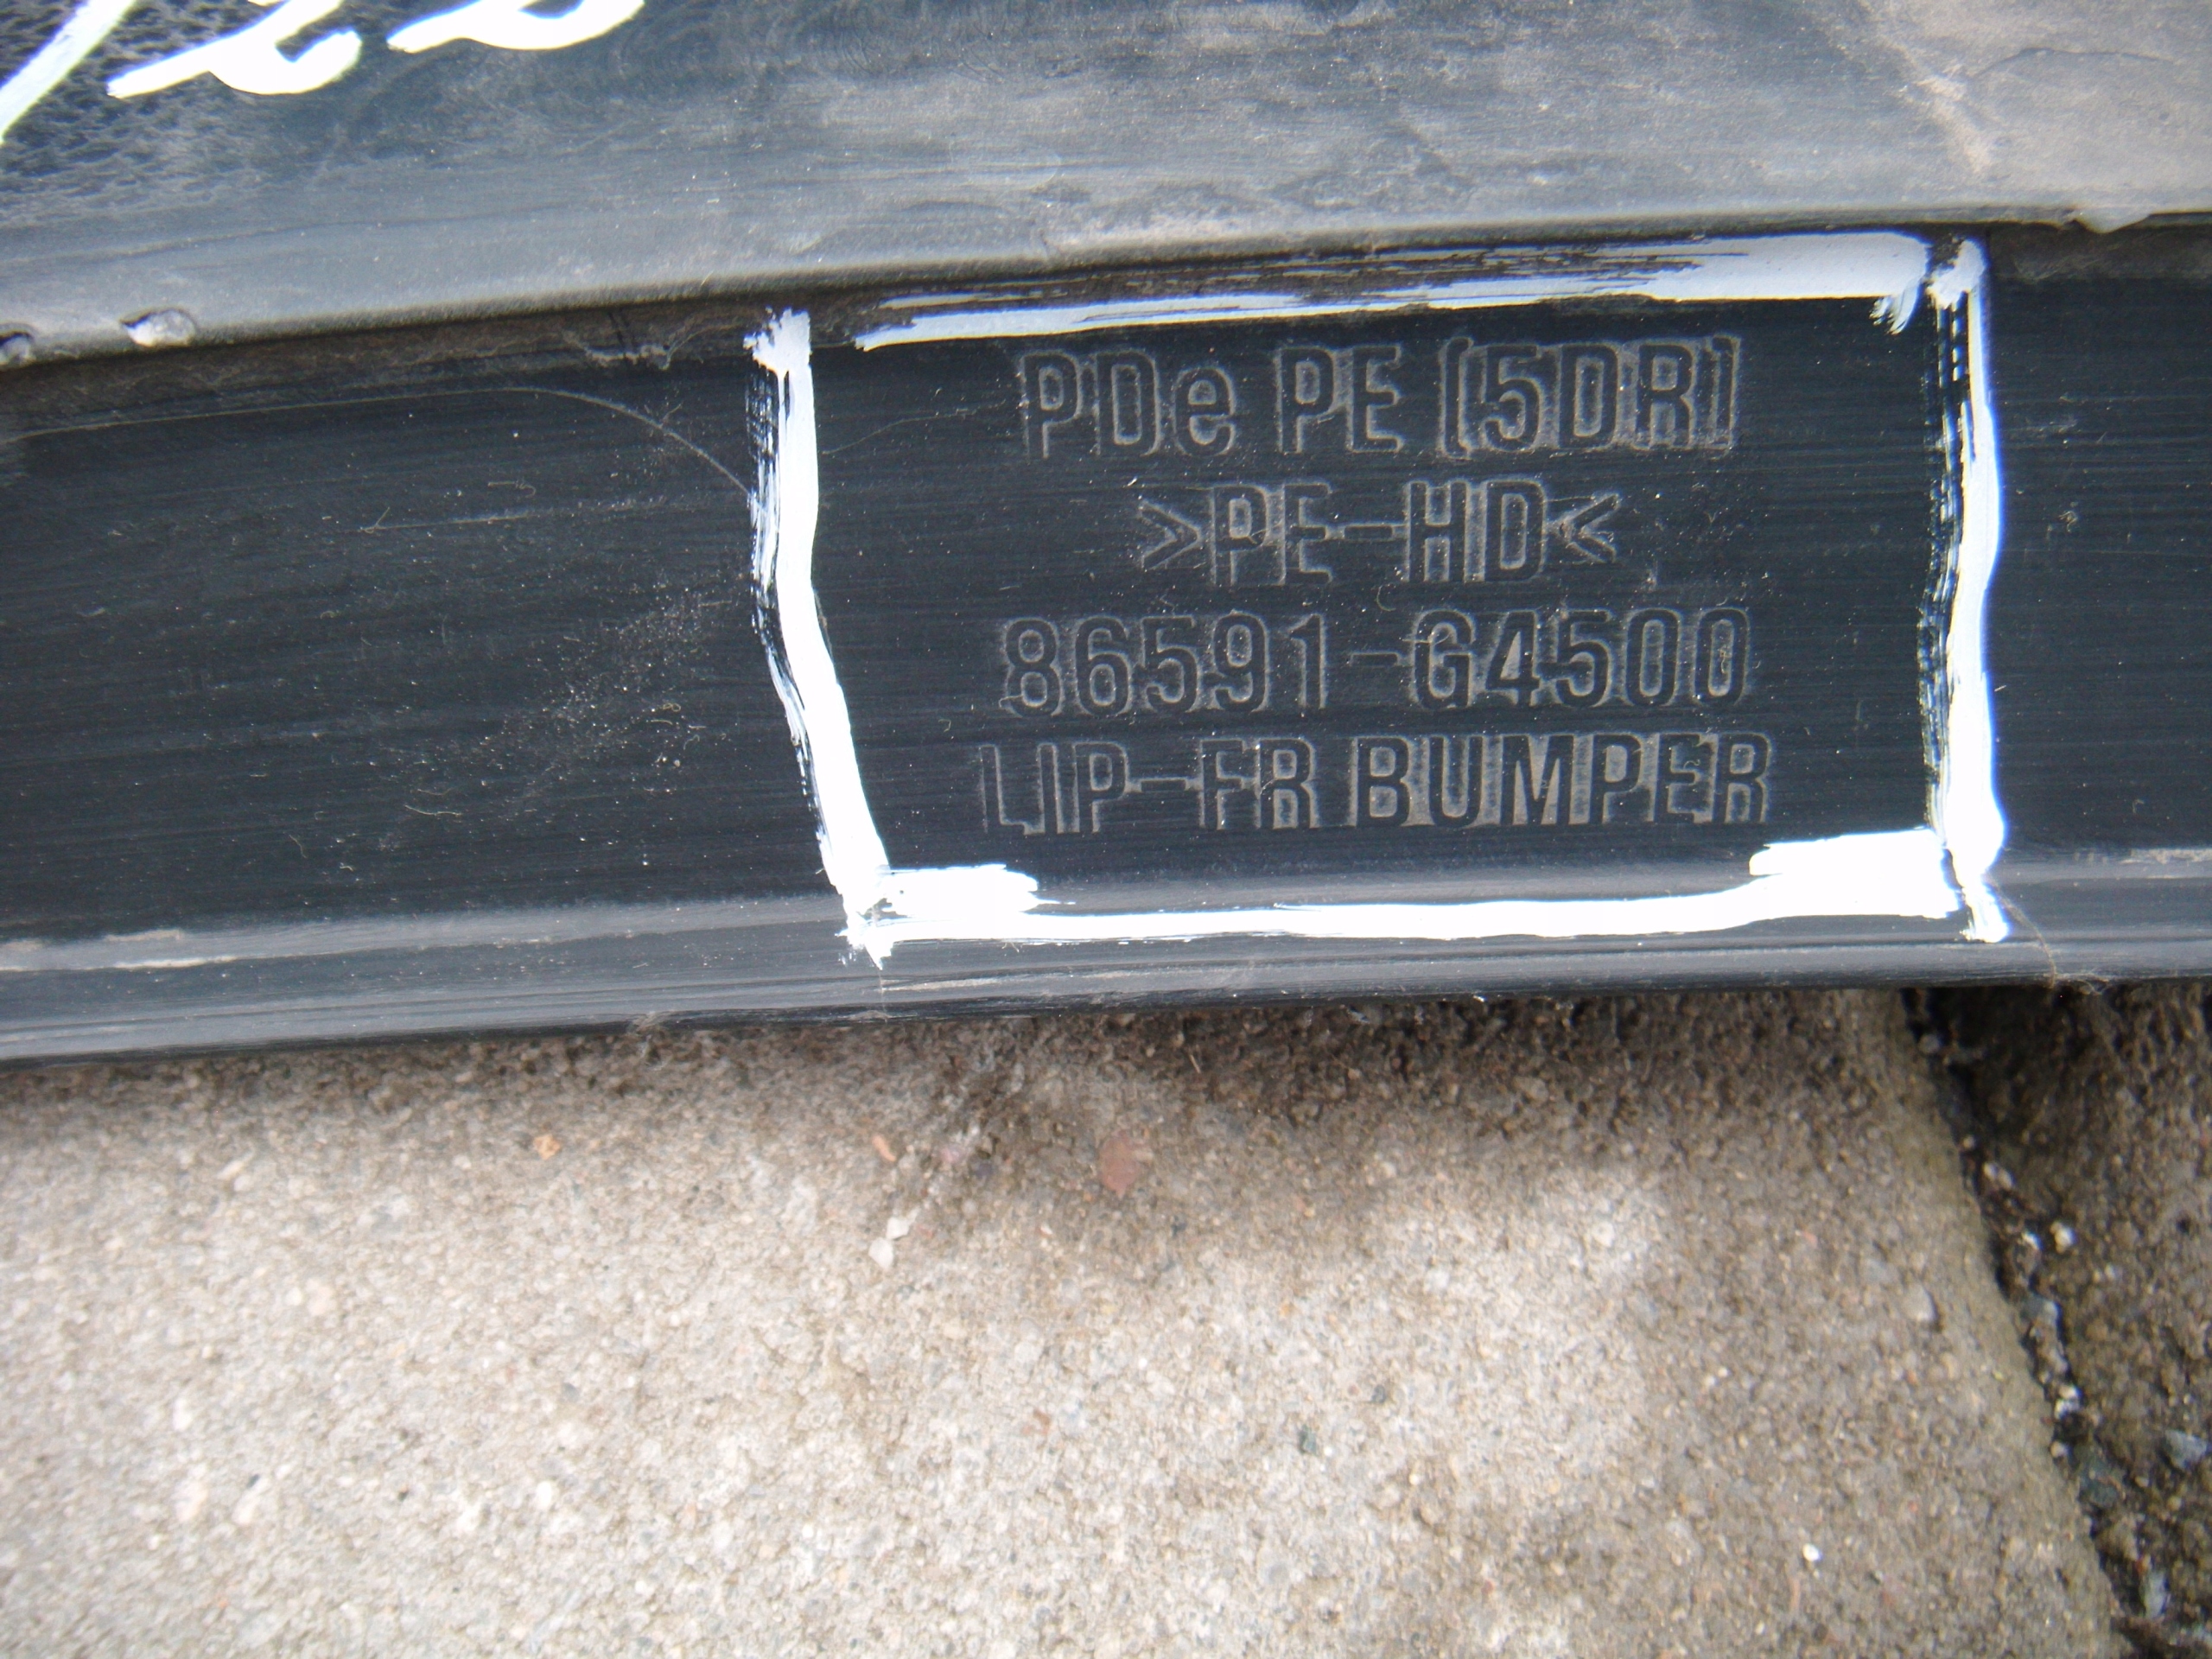 PDe PE (5DR)
>PE-HD<
86591-G4500
LIP-FR BUMPER